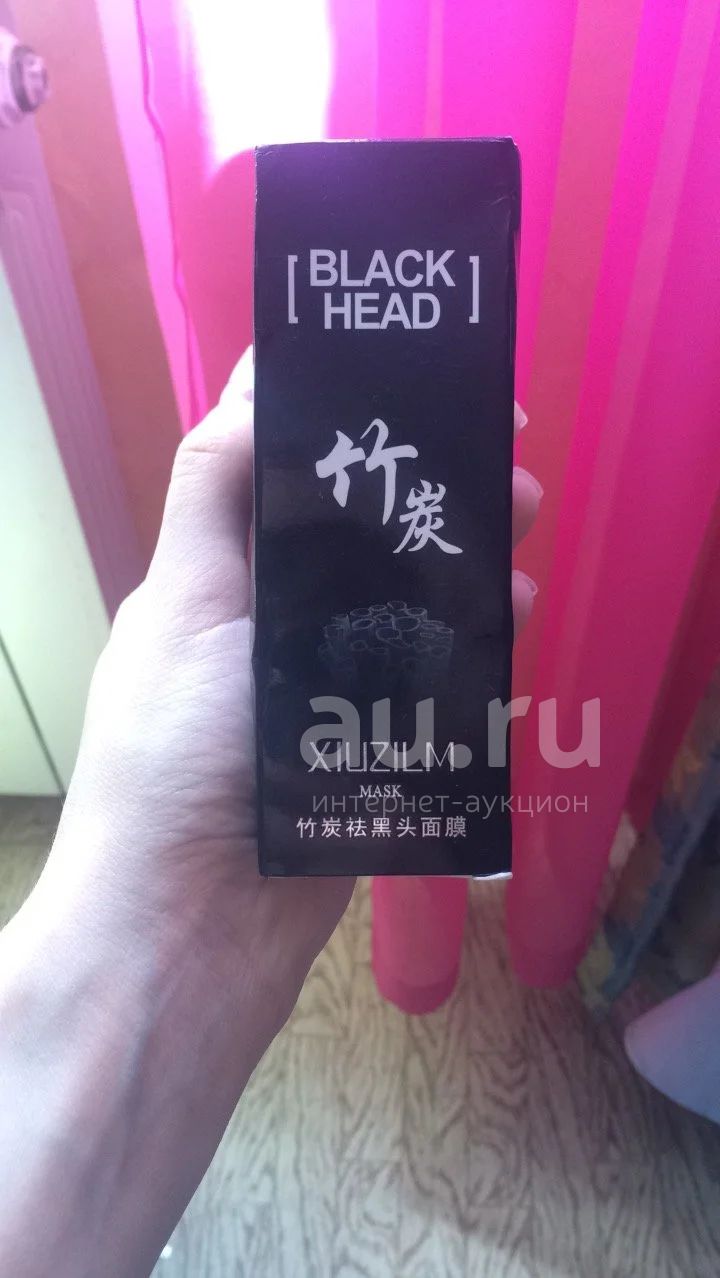 [ BLACK
HEAD ]
竹炭
XIUZILM
MASK
竹炭祛黑头面膜
au.ru
интернет-аукцион